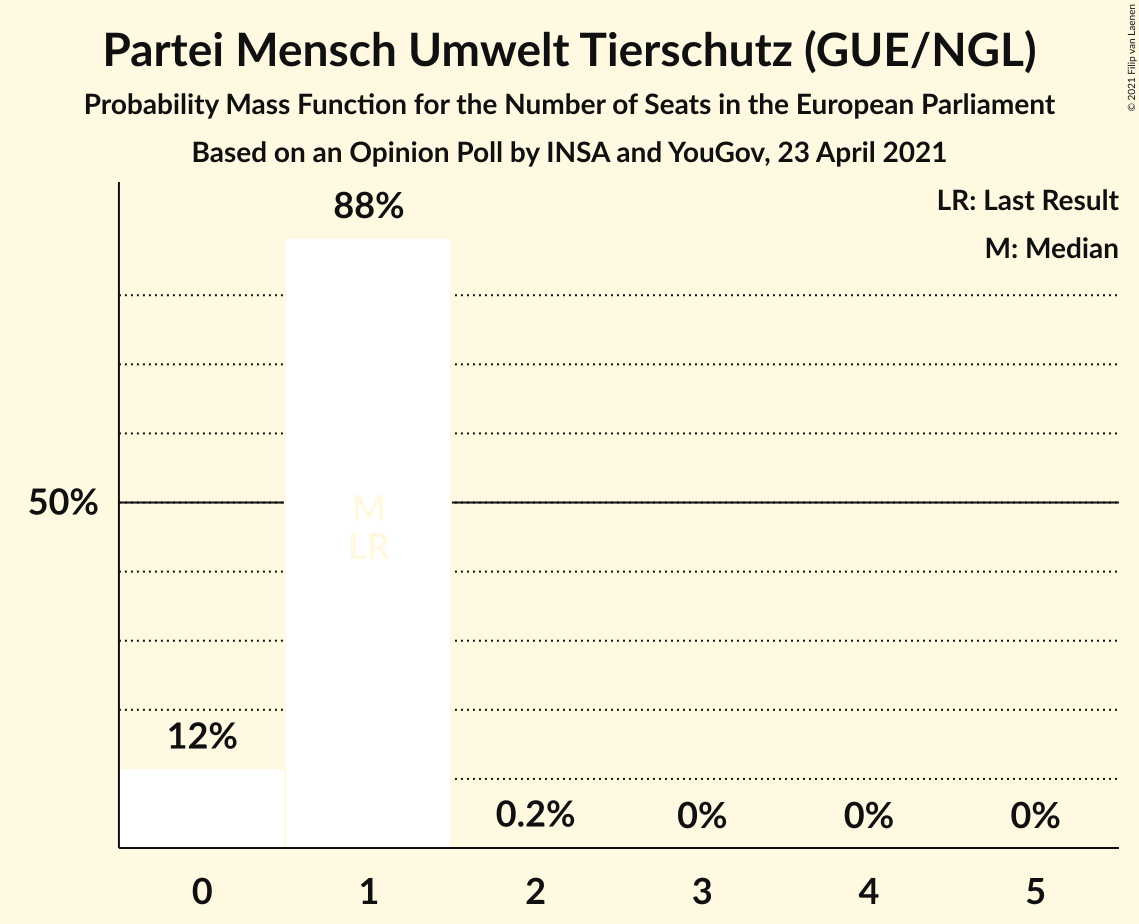 Partei Mensch Umwelt Tierschutz (GUE/NGL)
Probability Mass Function for the Number of Seats in the European Parliament
Based on an Opinion Poll by INSA and YouGov, 23 April 2021
© 2021 Filip van Laenen
LR: Last Result
M: Median
88%
50%
M
LR
12%
0.2%
0%
0%
0%
0 1 2 3 4 5